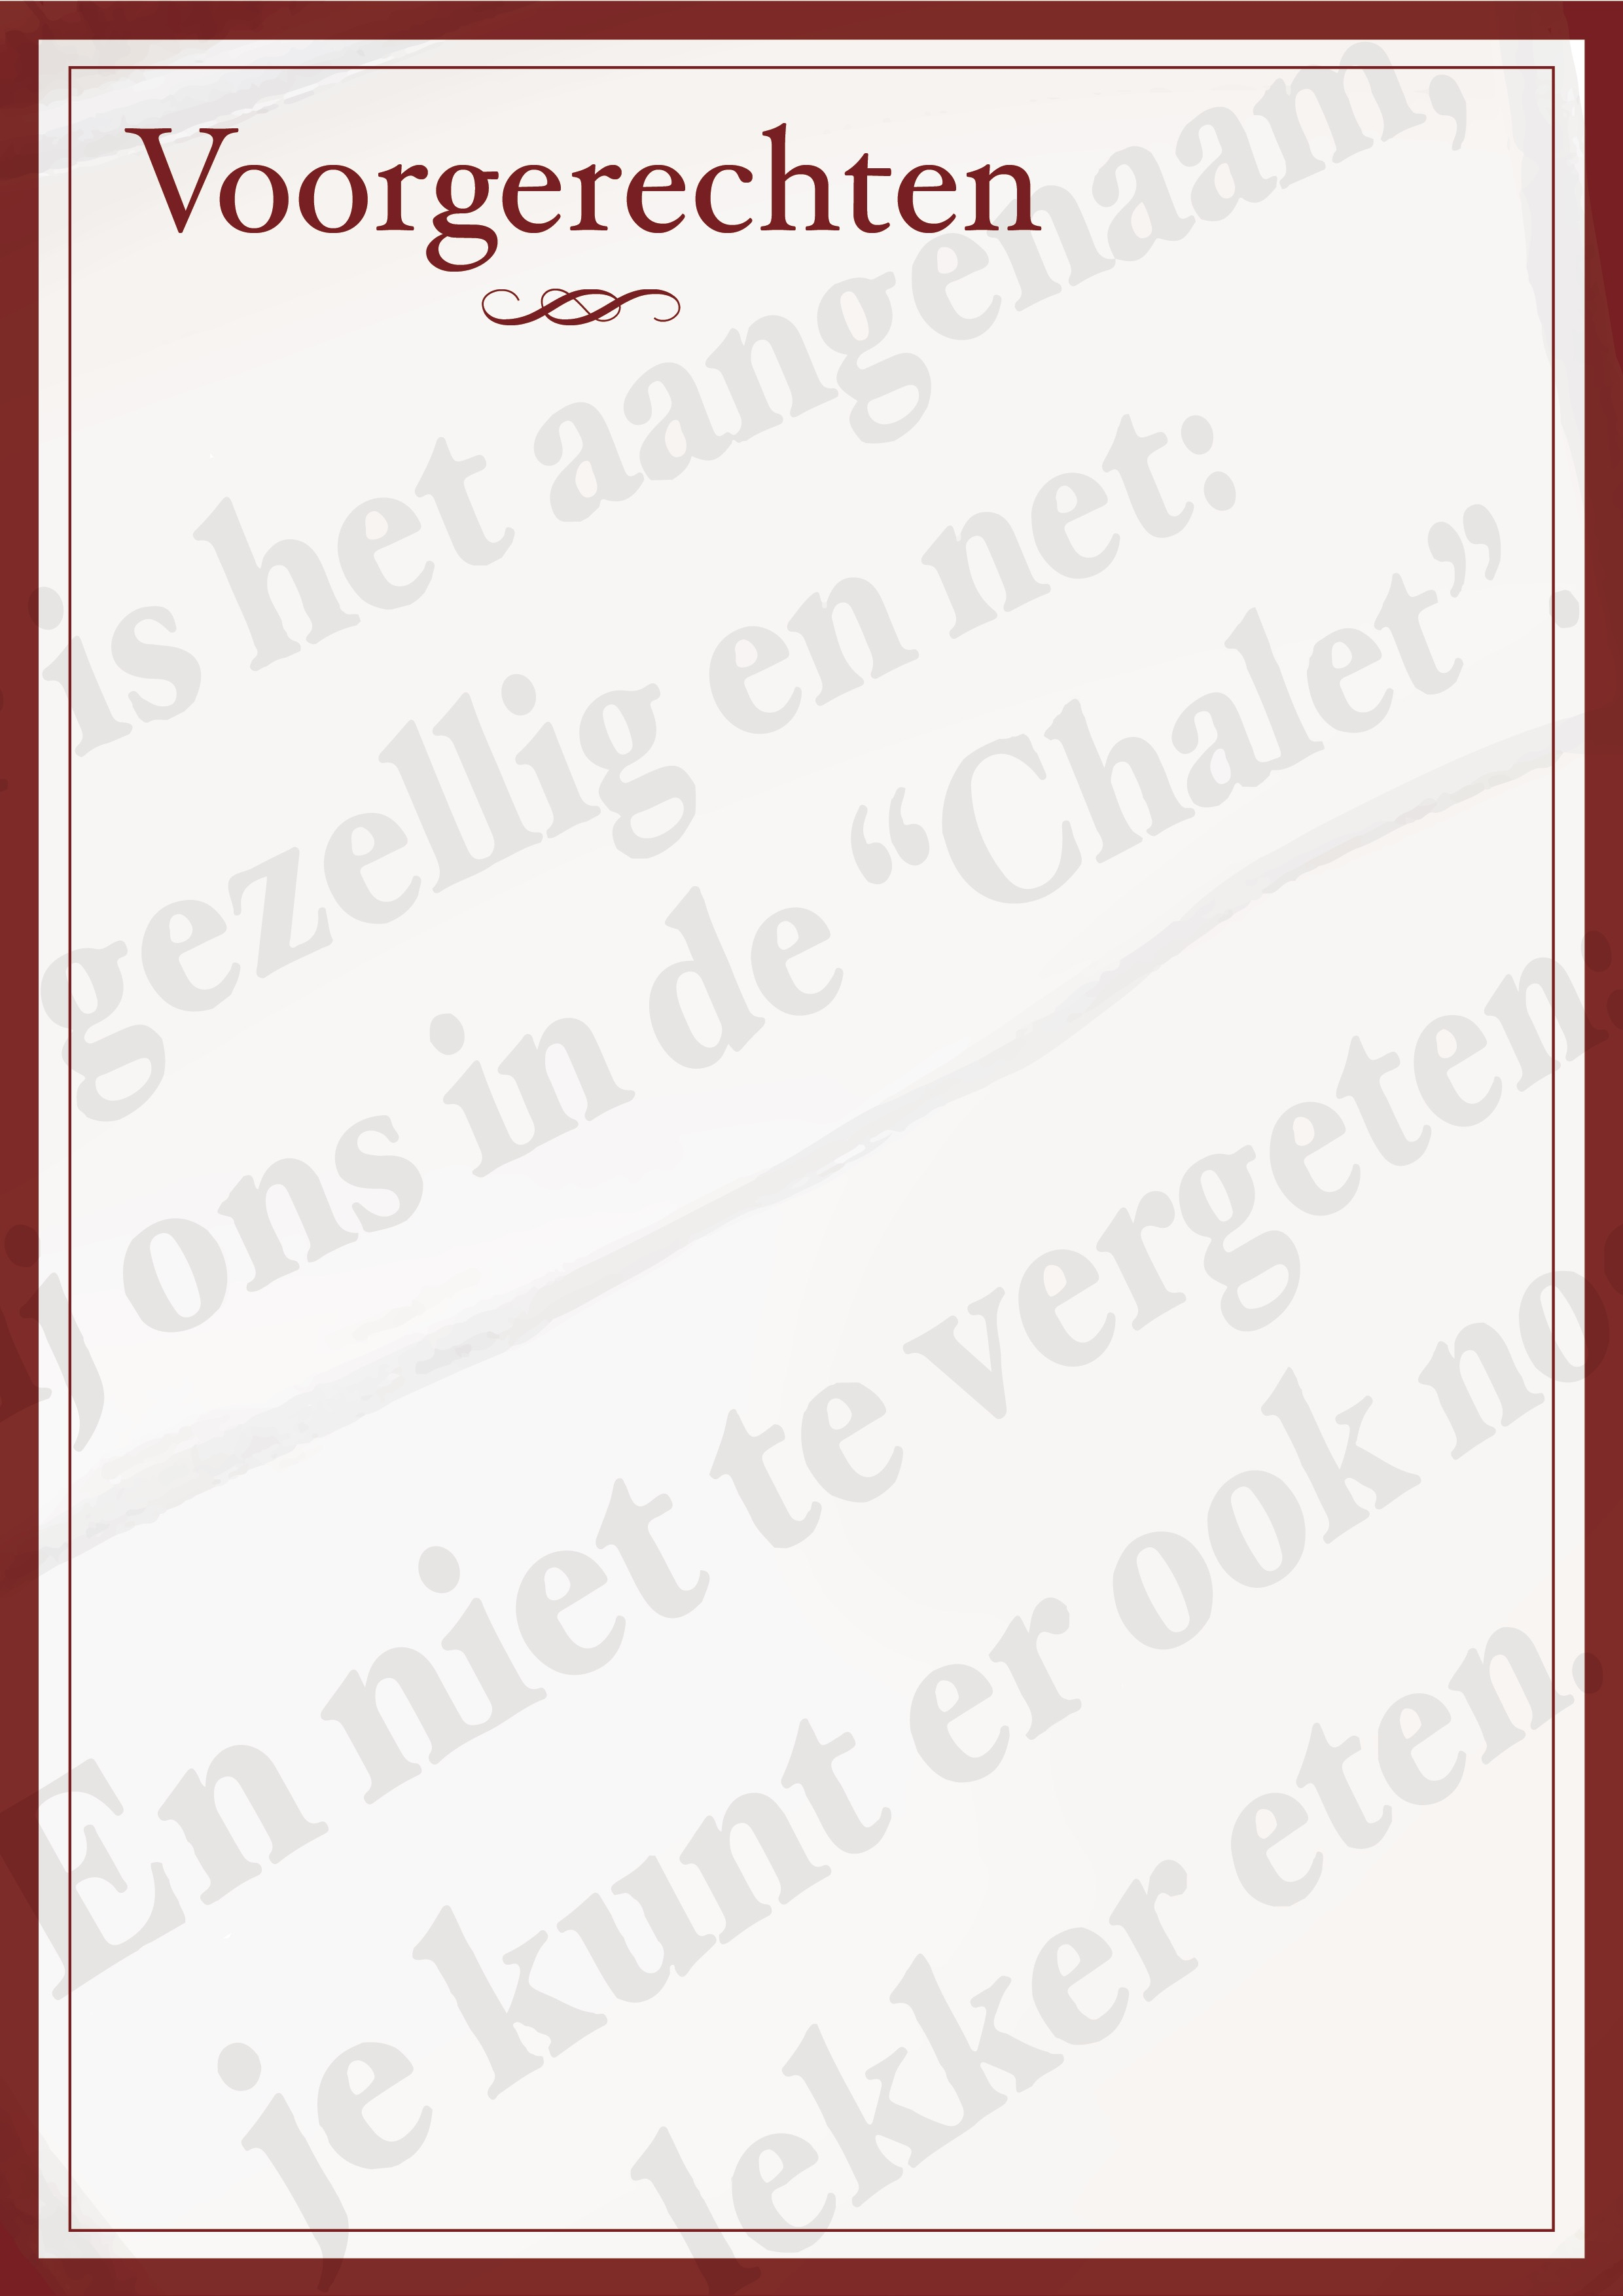 Voorgerechten
is het aangenaam,
gezellig en net:
ij ons in de “Chalet” .
En niet te vergeten:
je kunt er ook no
lekker eten.